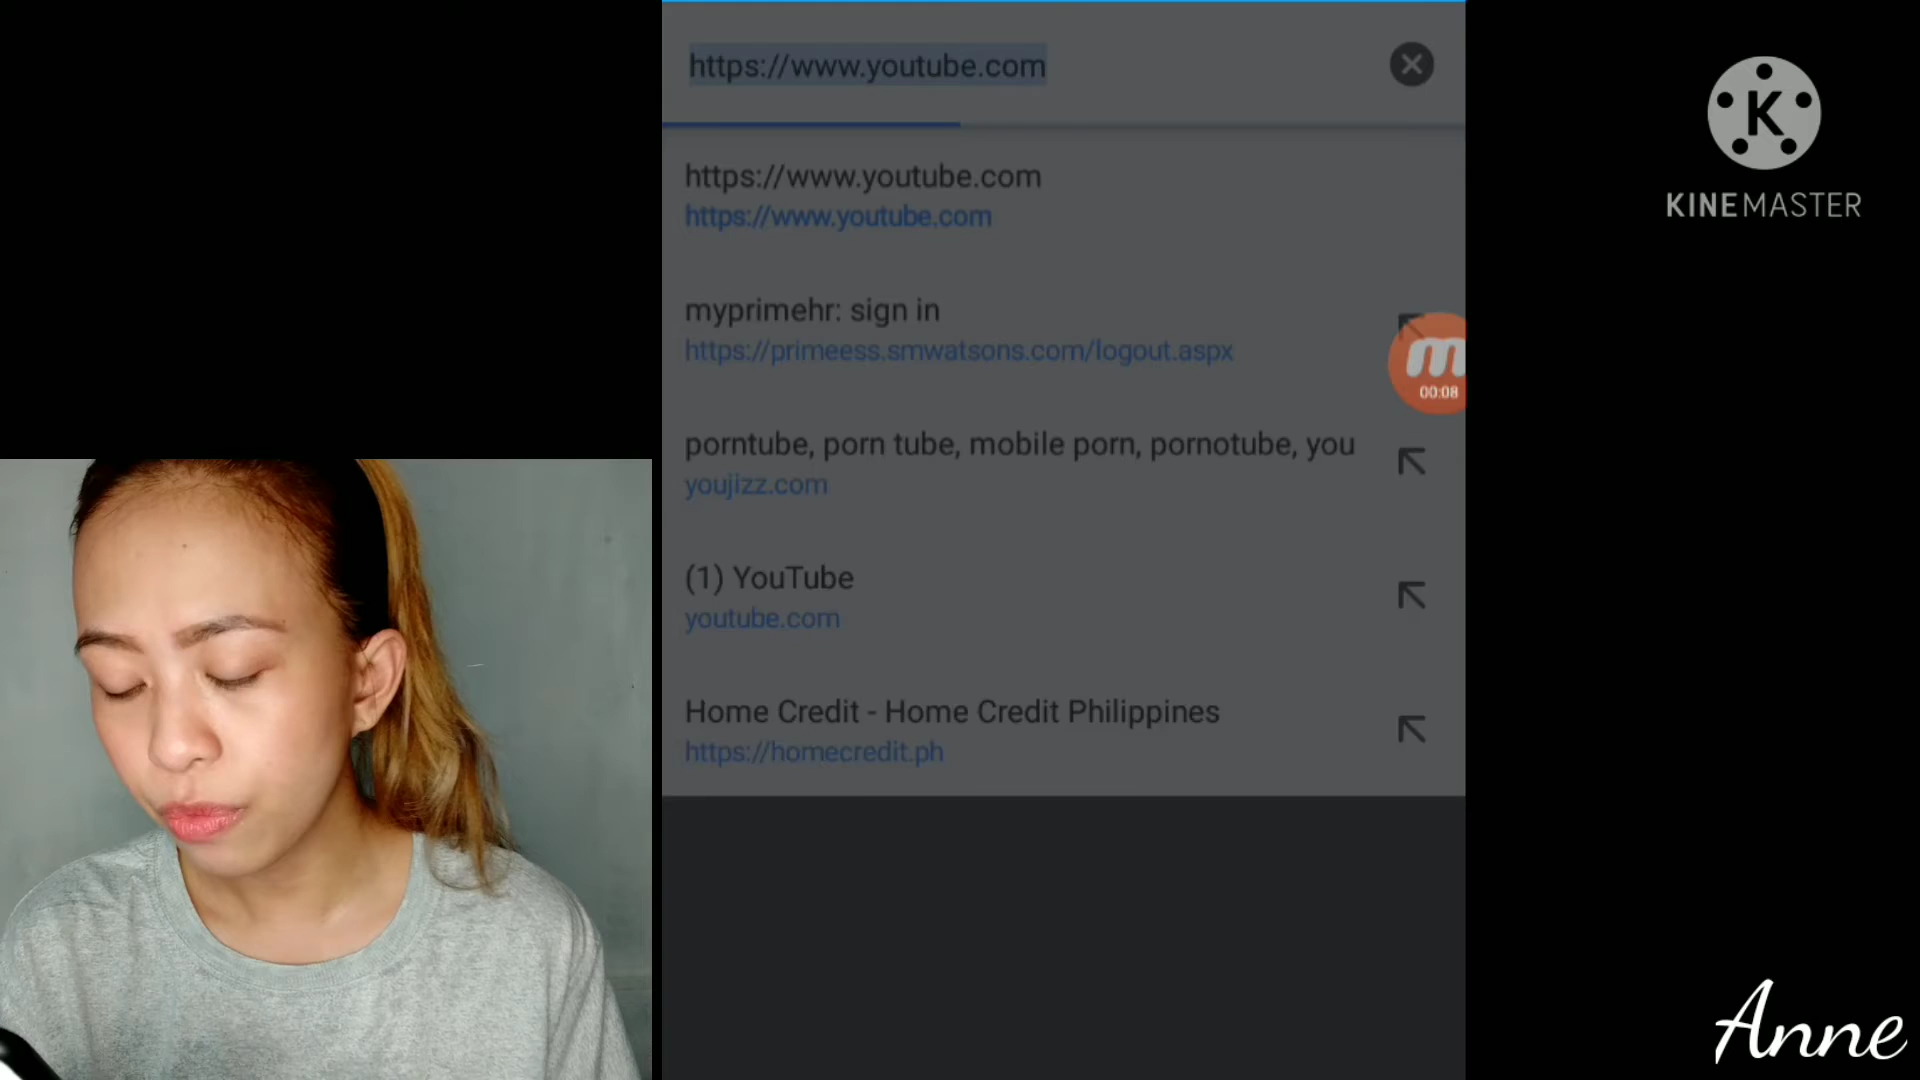 https://www.youtube.com
https://www.youtube.com
https://www.youtube.com
myprimehr: sign in
https://primeess.smwatsons.com/logout.aspx
porntube, porn tube, mobile porn, pornotube, you
youjizz.com
(1) YouTube
youtube.com
Home Credit - Home Credit Philippines
https://homecredit.ph
m
00:08
K
KINEMASTER
Anne